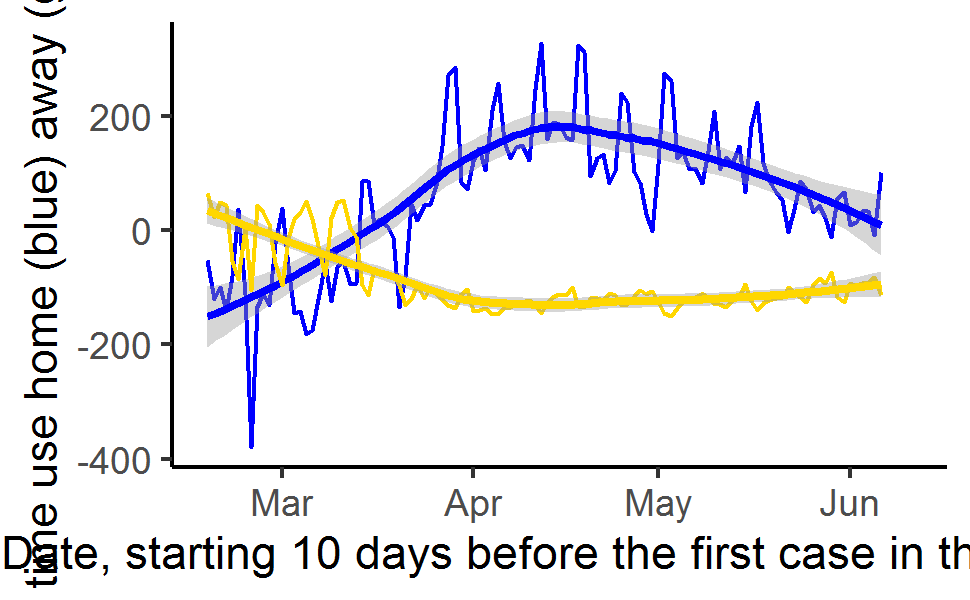 time use home (blue) away (
200
0
-200
-400
Mar Apr May Jun
Date, starting 10 days before the first case in th